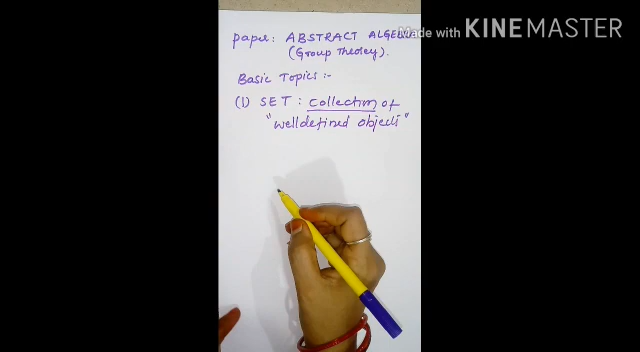 Paper: ABSTRACT ALGEBRA
(Group Theory).
Made with KINEMASTER
Basic Topics :-
(1) SET : Collection of
"welldefined objects"